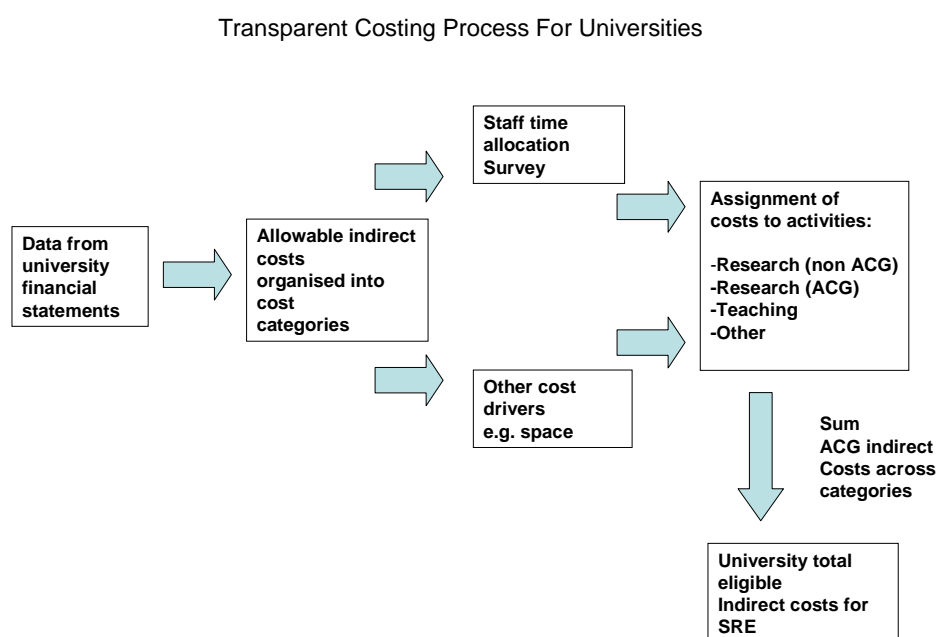 Transparent Costing Process For Universities
Data from
university
financial
statements
Allowable indirect
costs
organised into
cost
categories
Staff time
allocation
Survey
Other cost
drivers
e.g. space
Assignment of
costs to activities:
-Research (non ACG)
-Research (ACG)
-Teaching
-Other
Sum
ACG indirect
Costs across
categories
University total
eligible
Indirect costs for
SRE